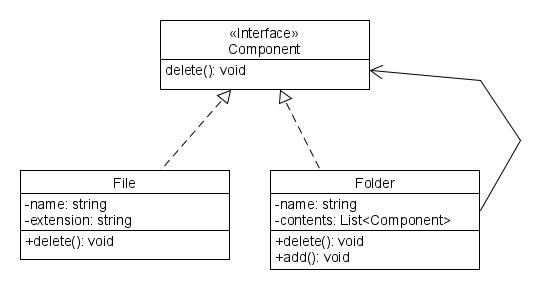 «Interface»
Component
delete(): void
File
-name: string
-extension: string
+delete(): void
Folder
-name: string
-contents: List<Component>
+delete(): void
+add(): void